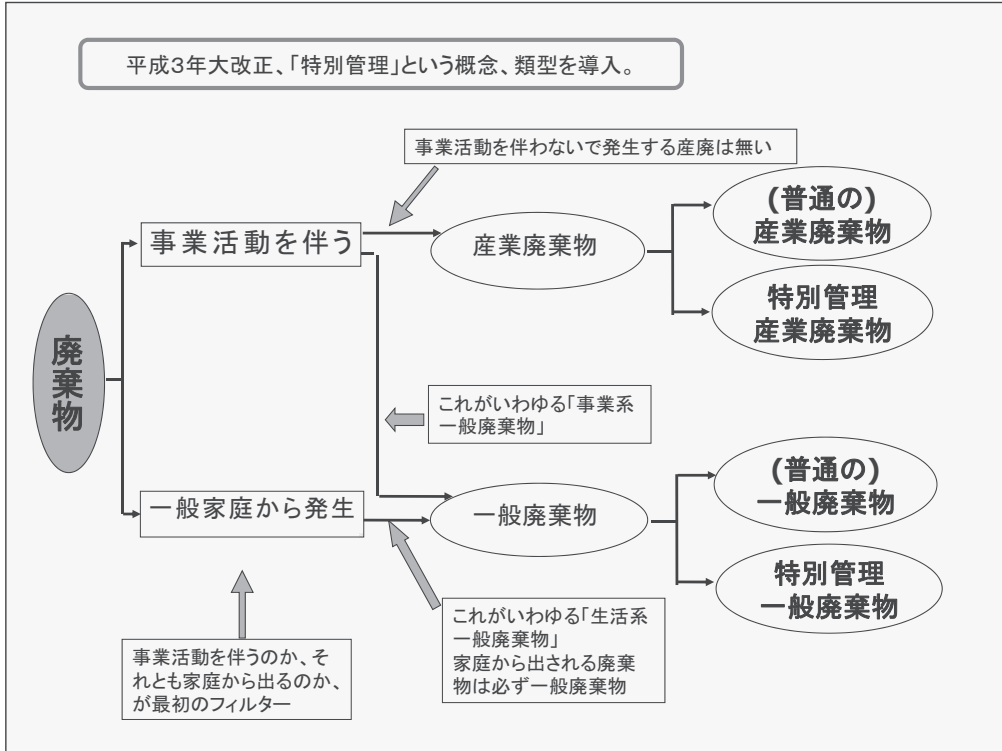 平成3年大改正、「特別管理」という概念、類型を導入。
事業活動を伴わないで発生する産廃は無い
(普通の)
産業廃棄物
事業活動を伴う
産業廃棄物
特別管理
産業廃棄物
廃棄物
これがいわゆる「事業系
一般廃棄物」
(普通の)
一般廃棄物
一般家庭から発生
一般廃棄物
特別管理
一般廃棄物
これがいわゆる「生活系
一般廃棄物」
家庭から出される廃棄
物は必ず一般廃棄物
事業活動を伴うのか、そ
れとも家庭から出るのか、
が最初のフィルター